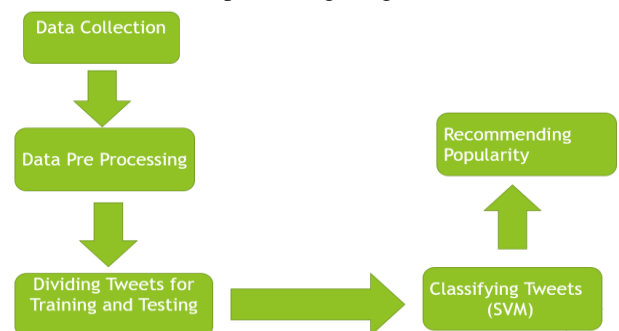 Data Collection
Data Pre Processing
Dividing Tweets for
Training and Testing
Classifying Tweets
(SVM)
Recommending
Popularity